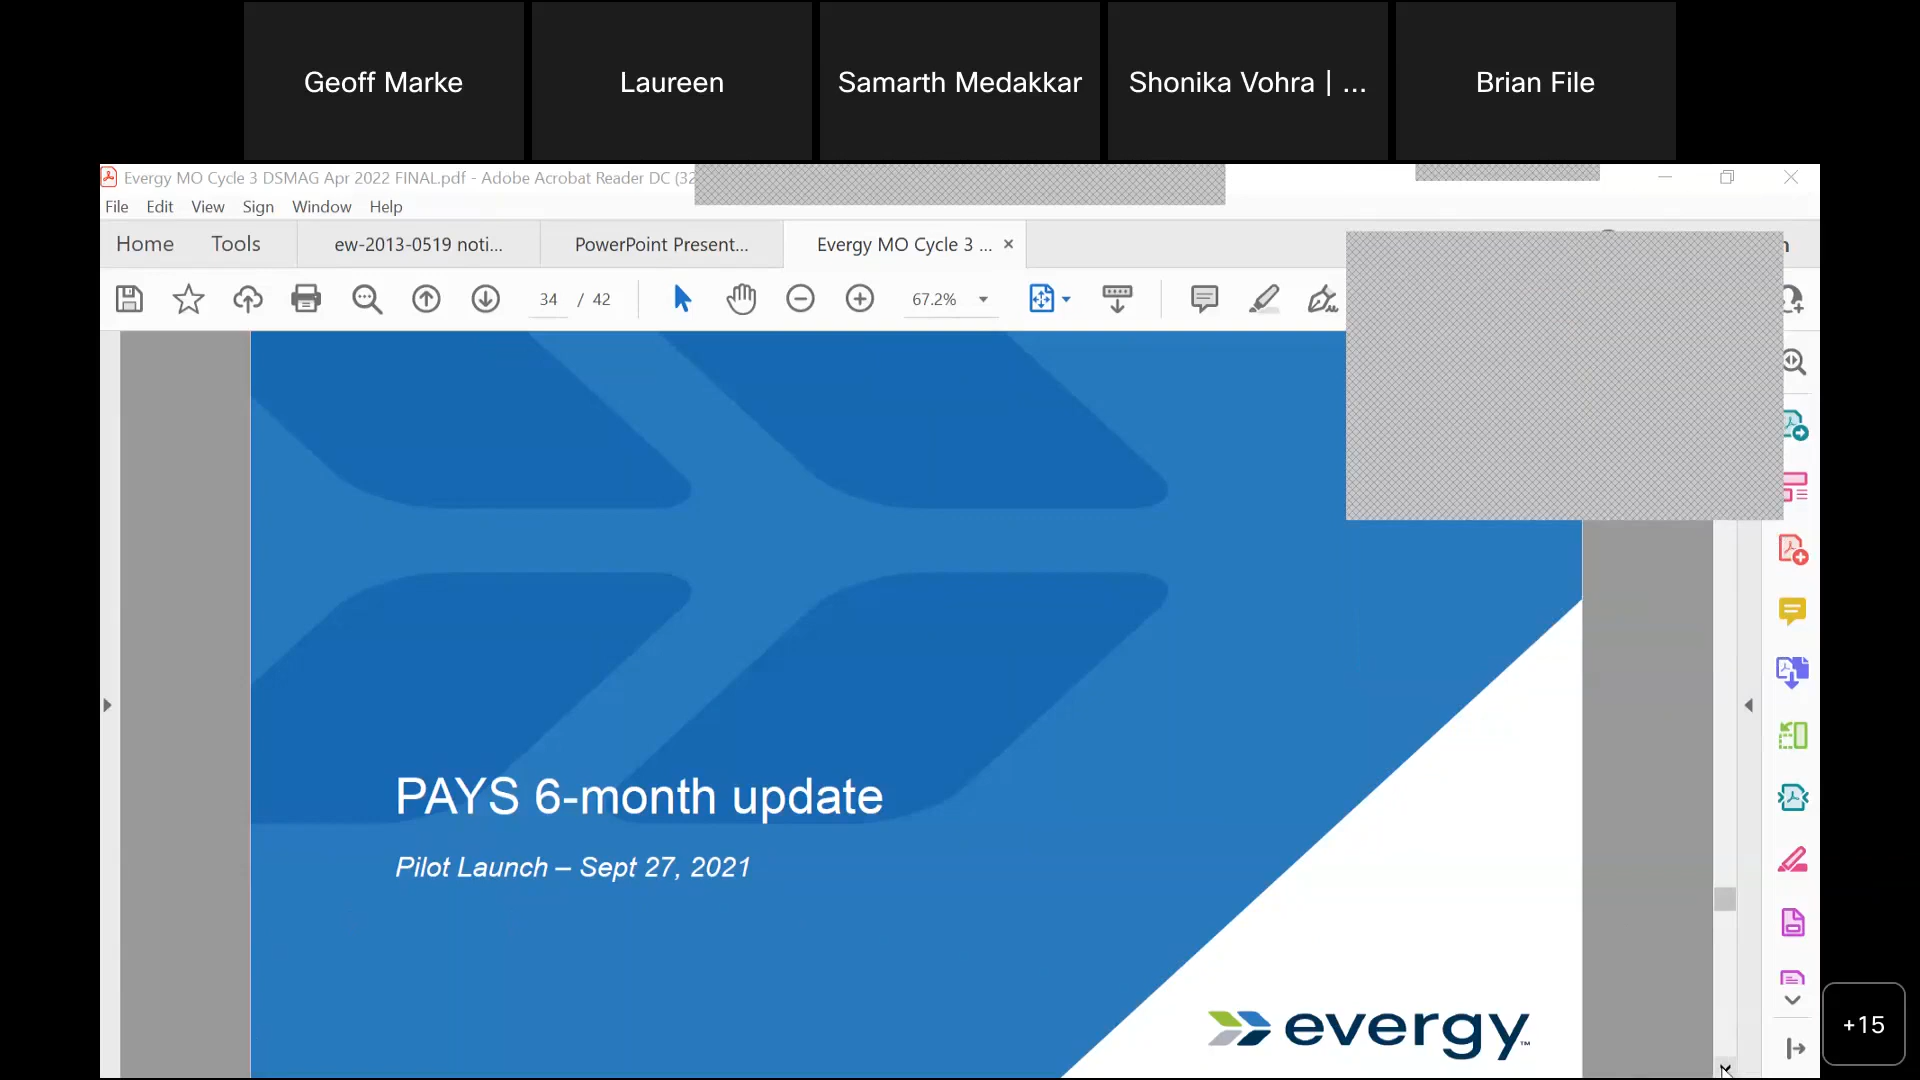 Geoff Marke
Laureen
Samarth Medakkar
Shonika Vohra | ...
Brian File
Evergy MO Cycle 3 DSMAG Apr 2022 FINAL.pdf - Adobe Acrobat Reader DC (32
File Edit View Sign Window Help
Home Tools ew-2013-0519 noti... PowerPoint Present... Evergy MO Cycle 3 ... ×
34 / 42 67.2%
PAYS 6-month update
Pilot Launch – Sept 27, 2021
evergy™
+15